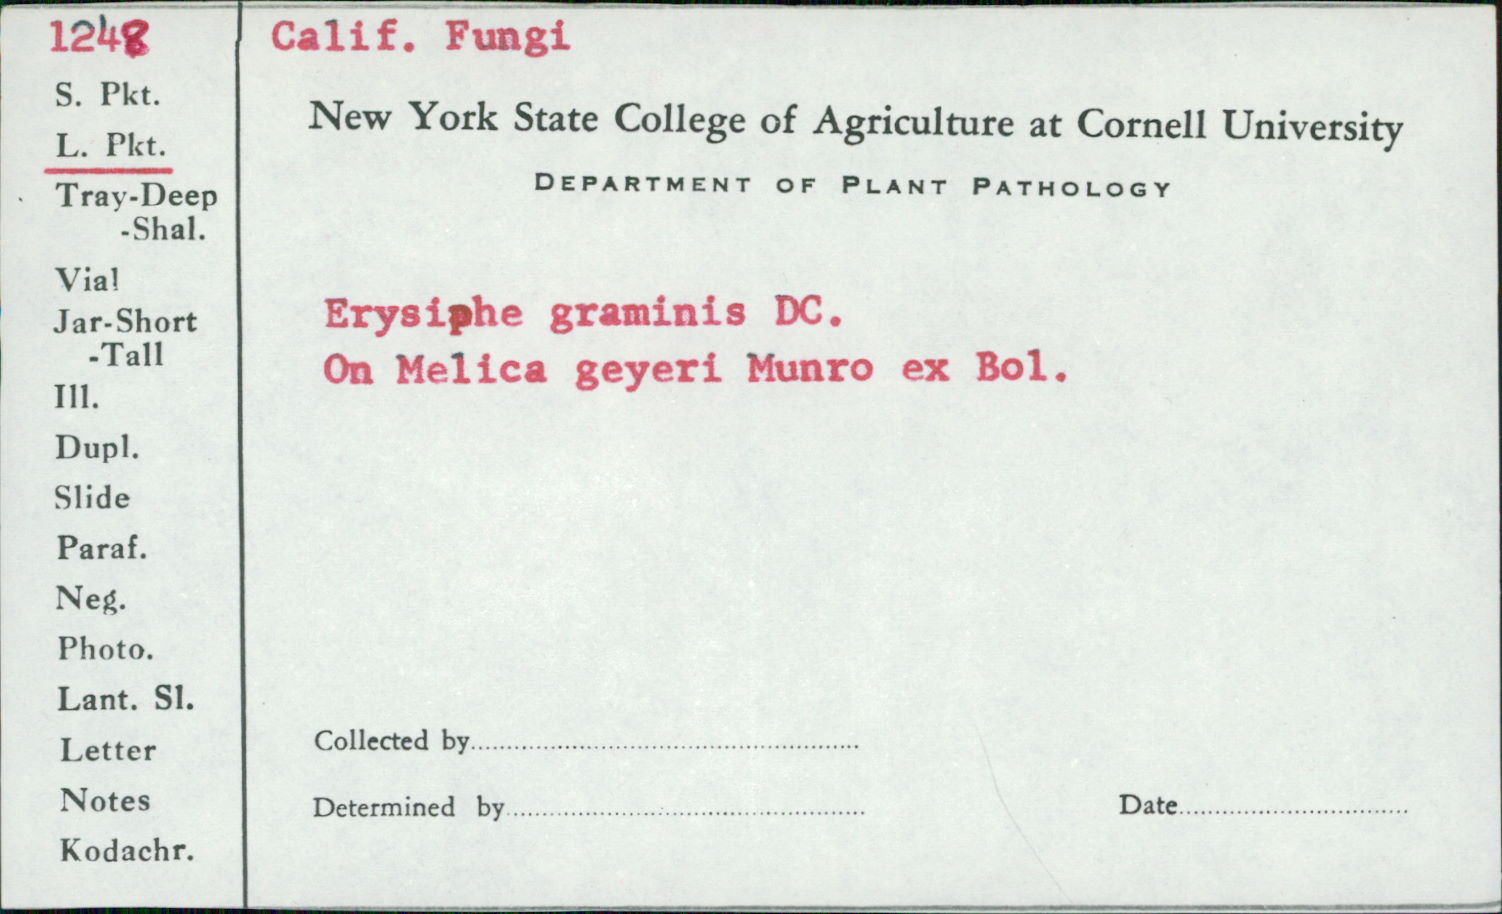 1248
Calif. Fungi
S. Pkt.
L. Pkt.
Tray-Deep
-Shal.
Vial
Jar-Short
-Tall
Ill.
Dupl.
Slide
Paraf.
Neg.
Photo.
Lant. Sl.
Letter
Notes
Kodachr.
New York State College of Agriculture at Cornell University
DEPARTMENT OF PLANT PATHOLOGY
Erysiphe graminis DC.
On Melica geyeri Munro ex Bol.
Collected by
Determined by
Date